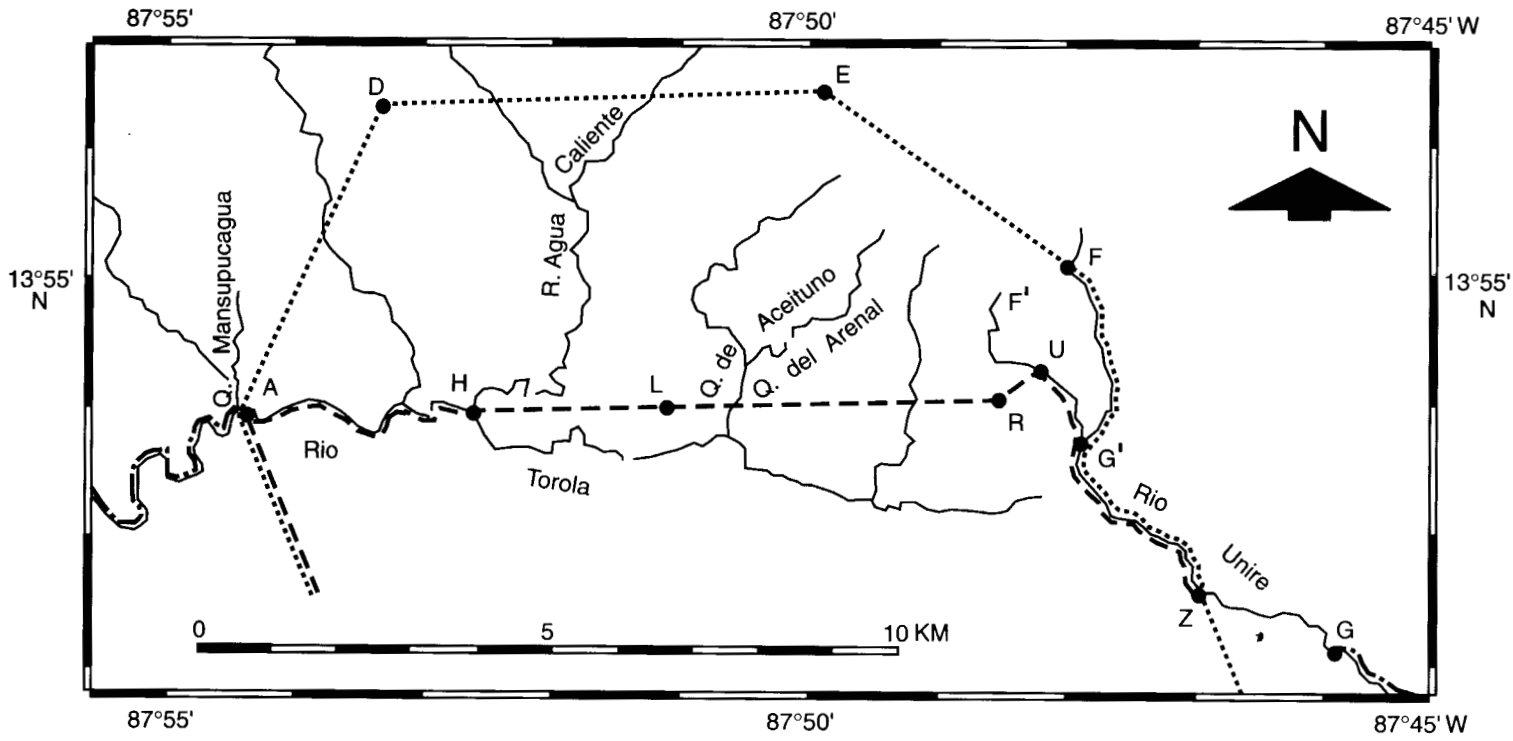 87°55'
87°50'
87°45' W
D
E
N
Caliente
Mansupucagua
R. Agua
F
13°55'
N
13°55'
N
F'
Aceituno
Q. de
Q. del Arenal
U
Q.
A
H
L
R
G'
Rio
Torola
Rio
Unire
Z
G
0
5
10 KM
87°55'
87°50'
87°45' W